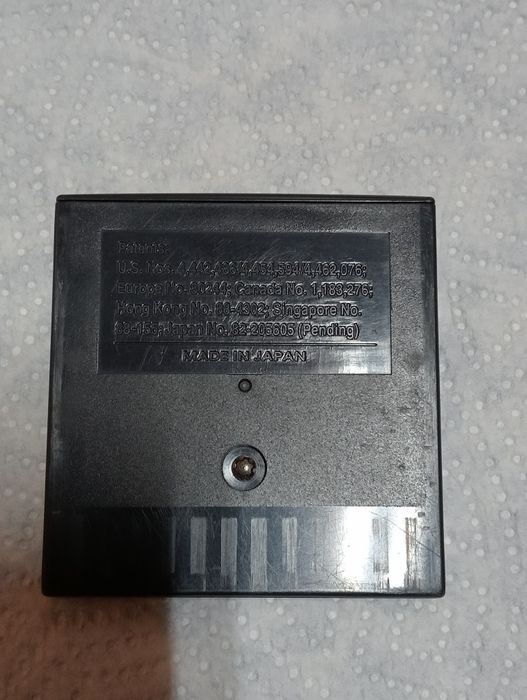 Patents:
U.S. Nos. 4,442,486/4,454,594/4,462,076;
Europe No. 80244; Canada No. 1,183,276;
Hong Kong No. 88-4302; Singapore No.
88-155; Japan No. 82-205605 (Pending)
MADE IN JAPAN